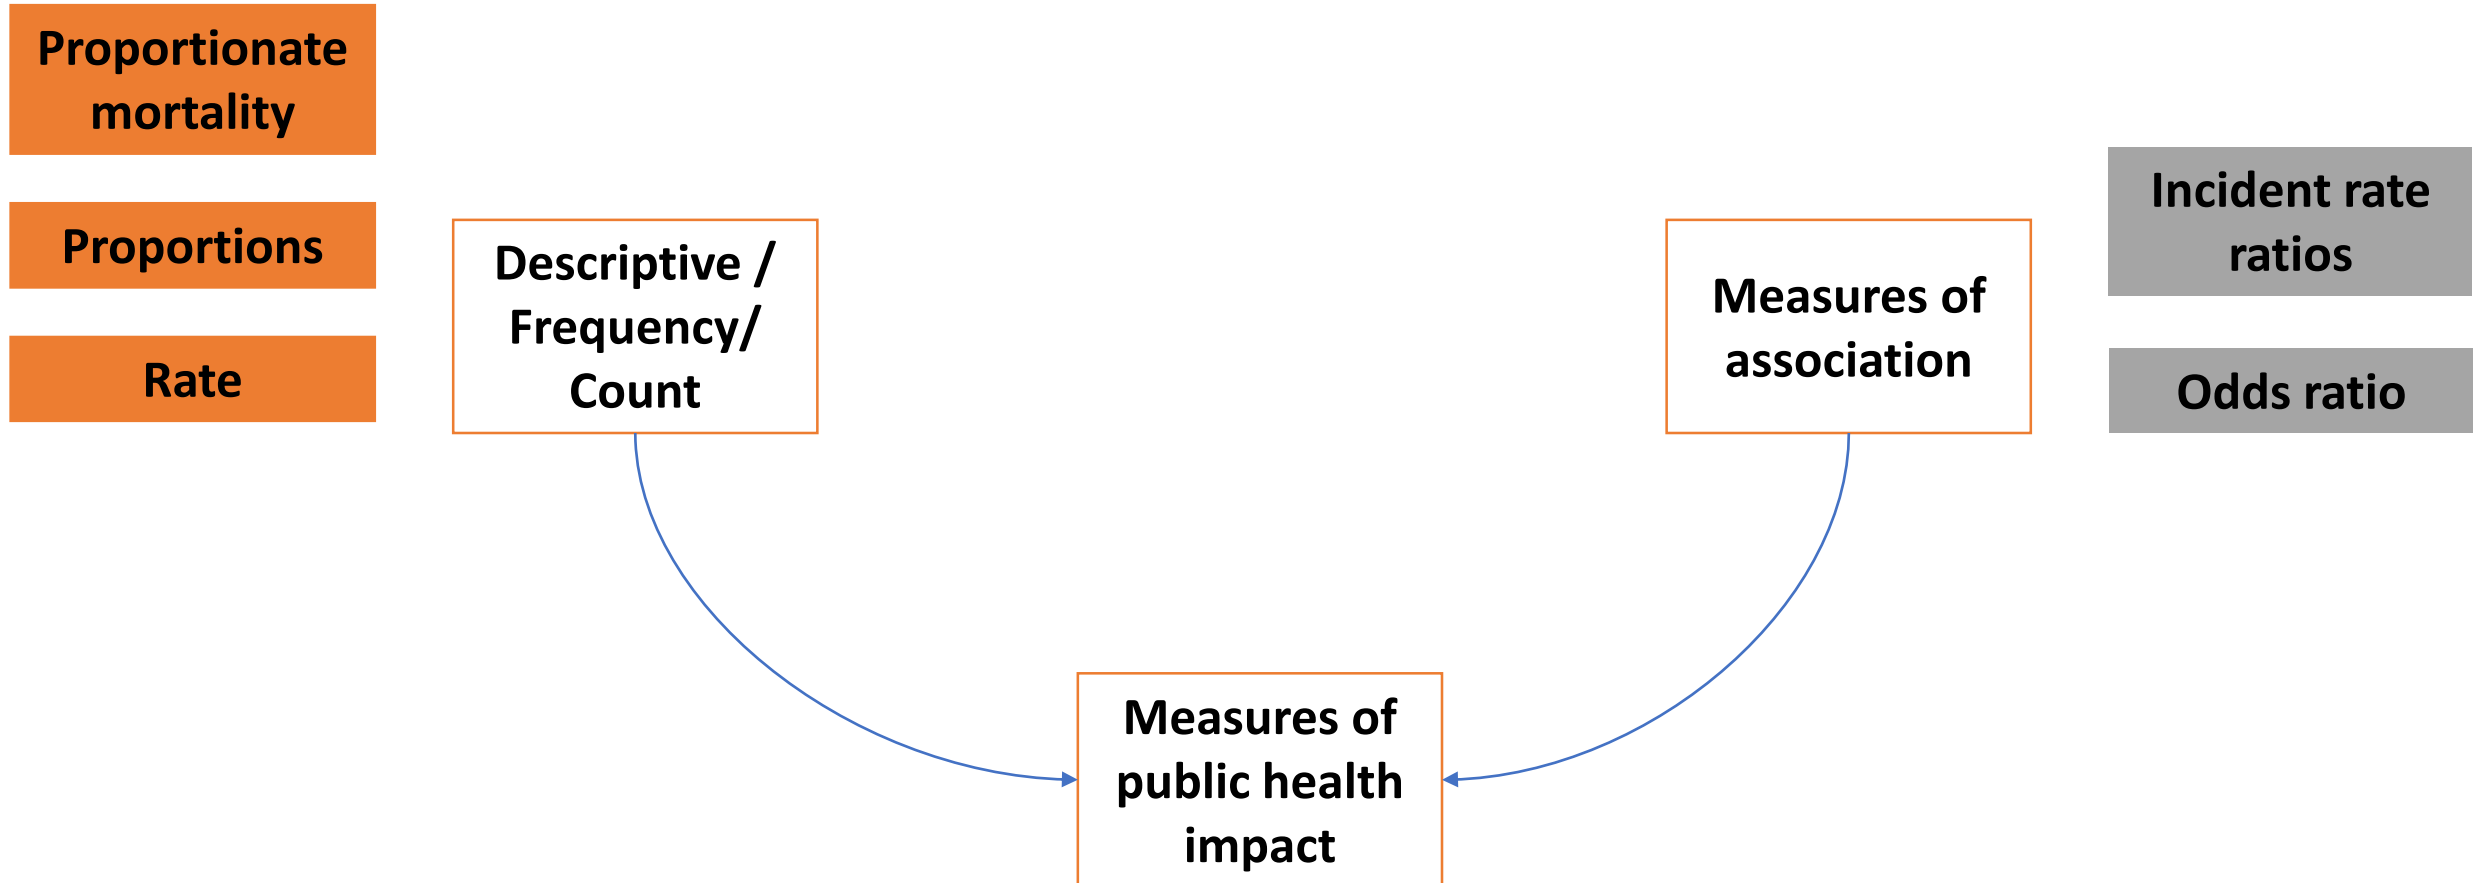 Proportionate
mortality
Proportions
Rate
Descriptive /
Frequency/
Count
Measures of
association
Incident rate
ratios
Odds ratio
Measures of
public health
impact